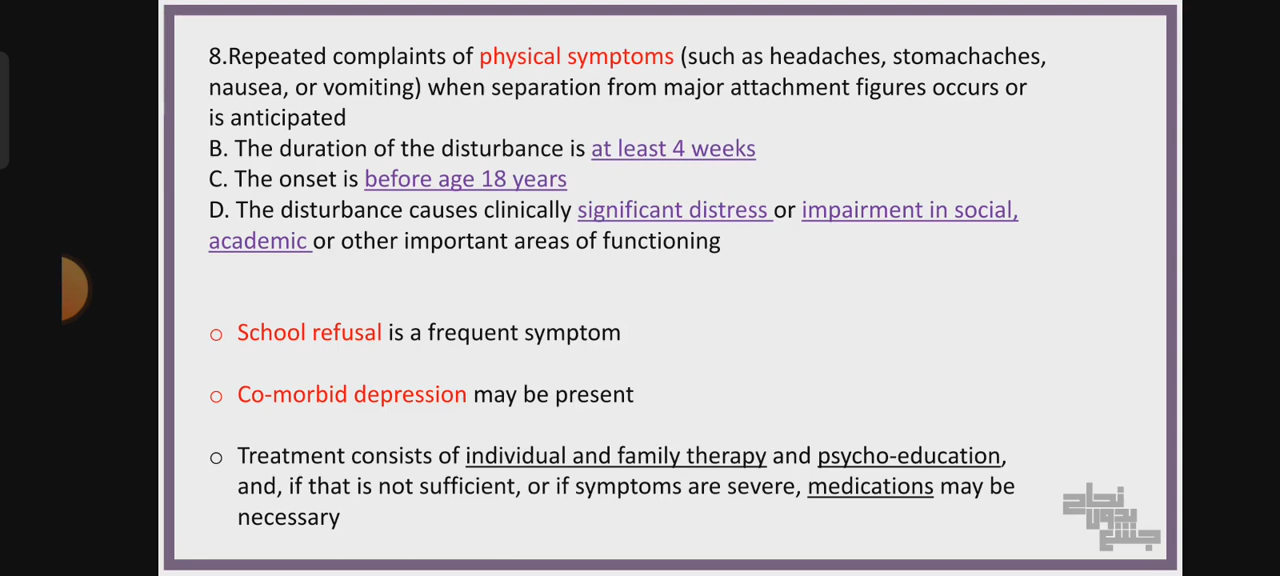 8.Repeated complaints of physical symptoms (such as headaches, stomachaches,
nausea, or vomiting) when separation from major attachment figures occurs or
is anticipated
B. The duration of the disturbance is at least 4 weeks
C. The onset is before age 18 years
D. The disturbance causes clinically significant distress or impairment in social,
academic or other important areas of functioning
○ School refusal is a frequent symptom
○ Co-morbid depression may be present
○ Treatment consists of individual and family therapy and psycho-education,
and, if that is not sufficient, or if symptoms are severe, medications may be
necessary
نجاح
بدون
جشع